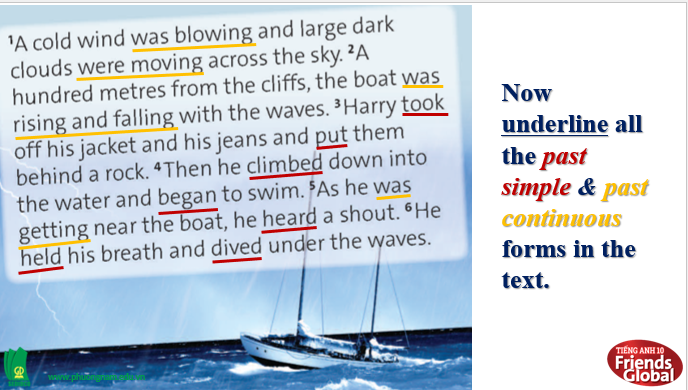 ¹A cold wind was blowing and large dark
clouds were moving across the sky. ²A
hundred metres from the cliffs, the boat was
rising and falling with the waves. ³Harry took
off his jacket and his jeans and put them
behind a rock. ⁴Then he climbed down into
the water and began to swim. ⁵As he was
getting near the boat, he heard a shout. ⁶He
held his breath and dived under the waves.
Now
underline all
the past
simple & past
continuous
forms in the
text.
TIẾNG ANH 10
Friends
Global